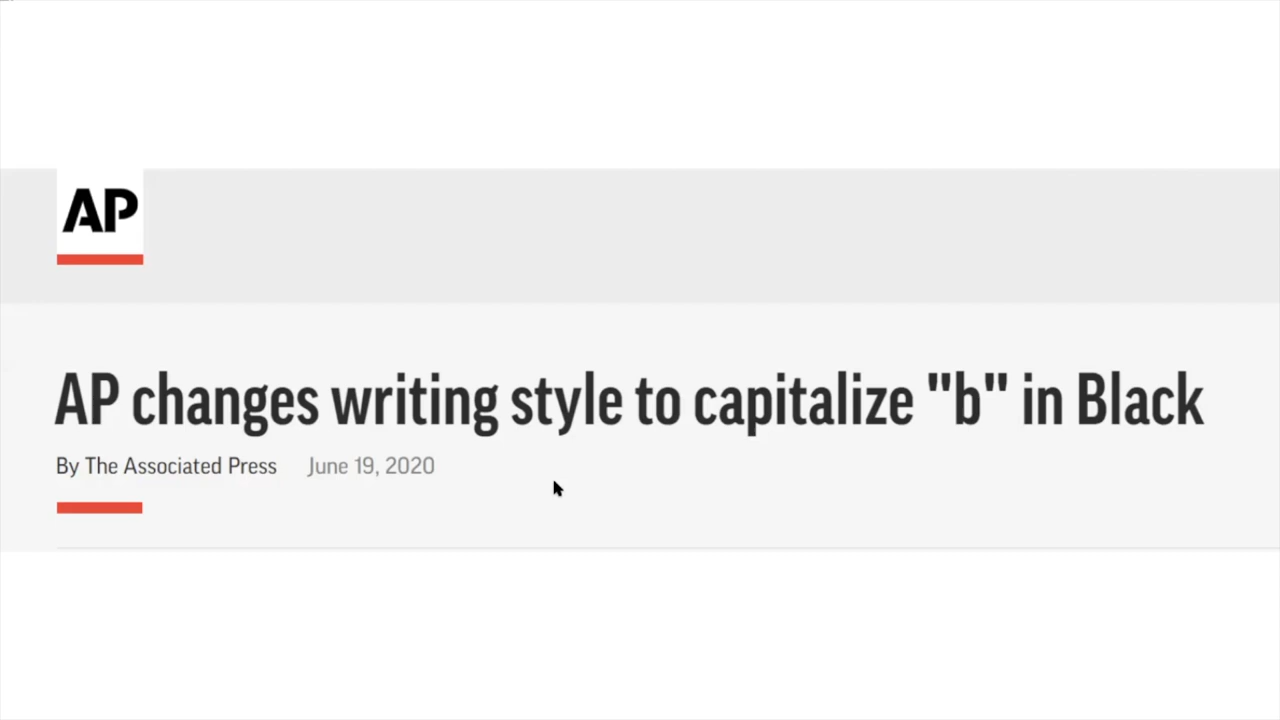 AP
AP changes writing style to capitalize "b" in Black
By The Associated Press June 19, 2020